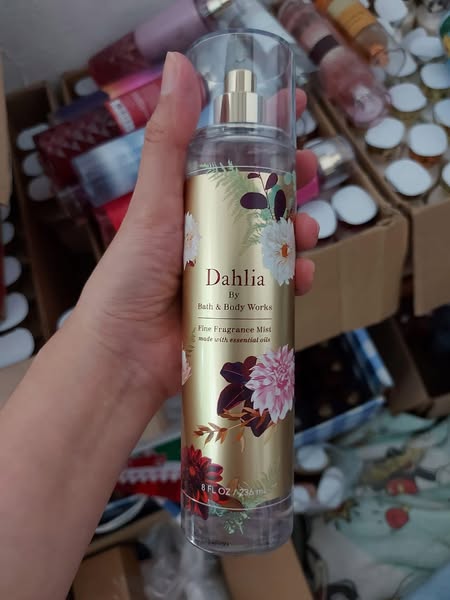 Dahlia
By
Bath & Body Works
Fine Fragrance Mist
made with essential oils
8 FL OZ / 236 mL